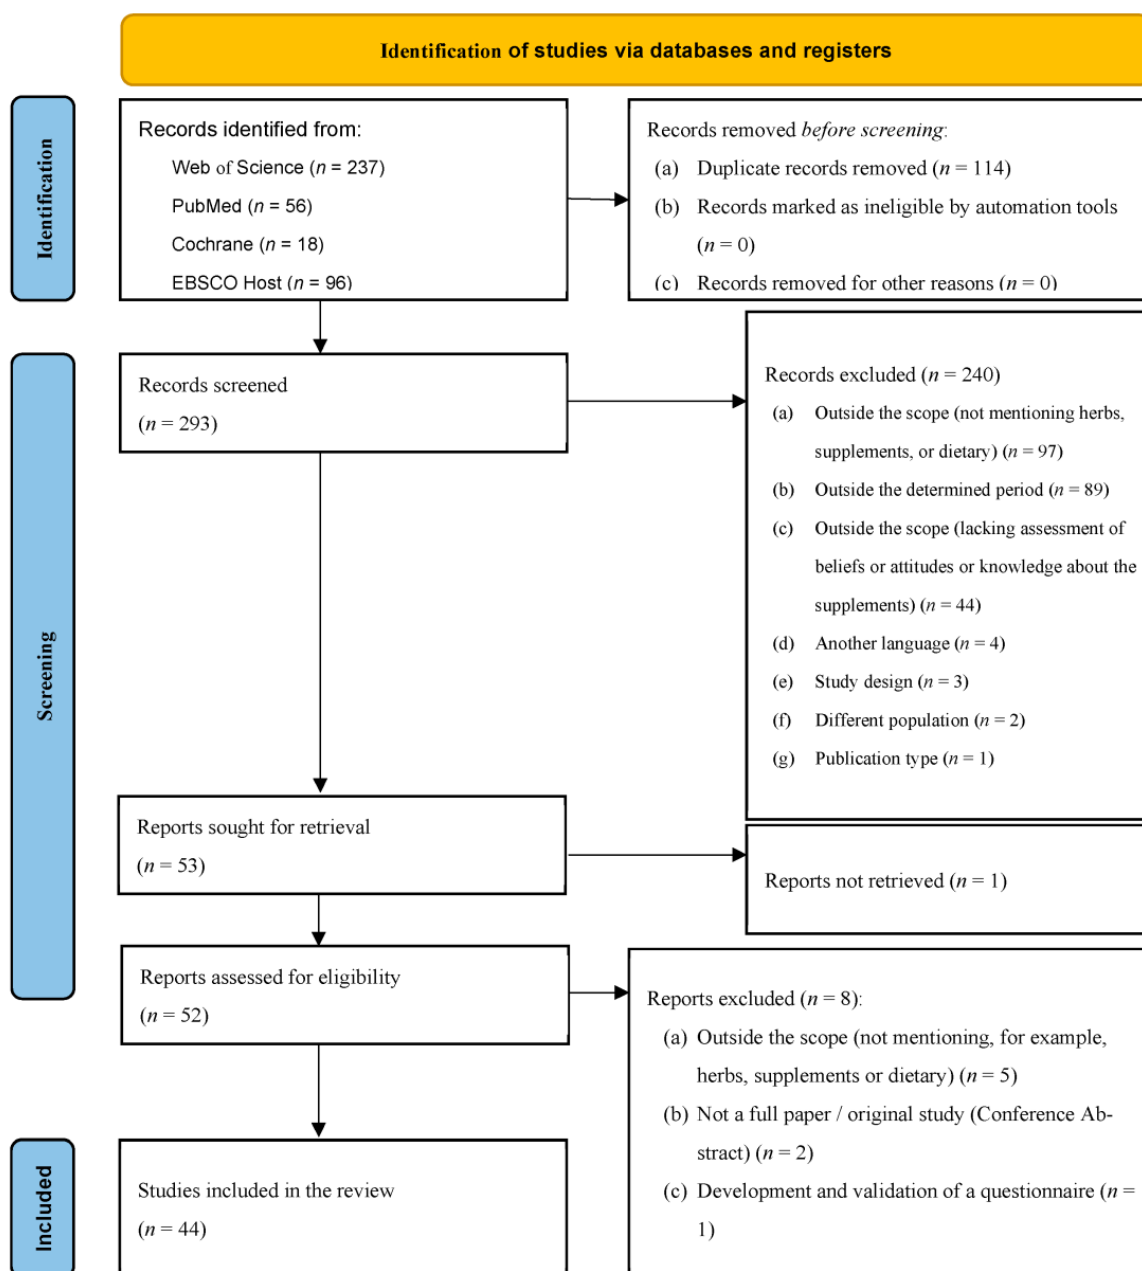 Identification of studies via databases and registers
Identification
Records identified from:
Web of Science (n = 237)
PubMed (n = 56)
Cochrane (n = 18)
EBSCO Host (n = 96)
Records removed before screening:
(a) Duplicate records removed (n = 114)
(b) Records marked as ineligible by automation tools
(n = 0)
(c) Records removed for other reasons (n = 0)
Screening
Records screened
(n = 293)
Records excluded (n = 240)
(a) Outside the scope (not mentioning herbs,
supplements, or dietary) (n = 97)
(b) Outside the determined period (n = 89)
(c) Outside the scope (lacking assessment of
beliefs or attitudes or knowledge about the
supplements) (n = 44)
(d) Another language (n = 4)
(e) Study design (n = 3)
(f) Different population (n = 2)
(g) Publication type (n = 1)
Reports sought for retrieval
(n = 53)
Reports not retrieved (n = 1)
Reports assessed for eligibility
(n = 52)
Reports excluded (n = 8):
(a) Outside the scope (not mentioning, for example,
herbs, supplements or dietary) (n = 5)
(b) Not a full paper / original study (Conference Ab-
stract) (n = 2)
(c) Development and validation of a questionnaire (n =
1)
Included
Studies included in the review
(n = 44)